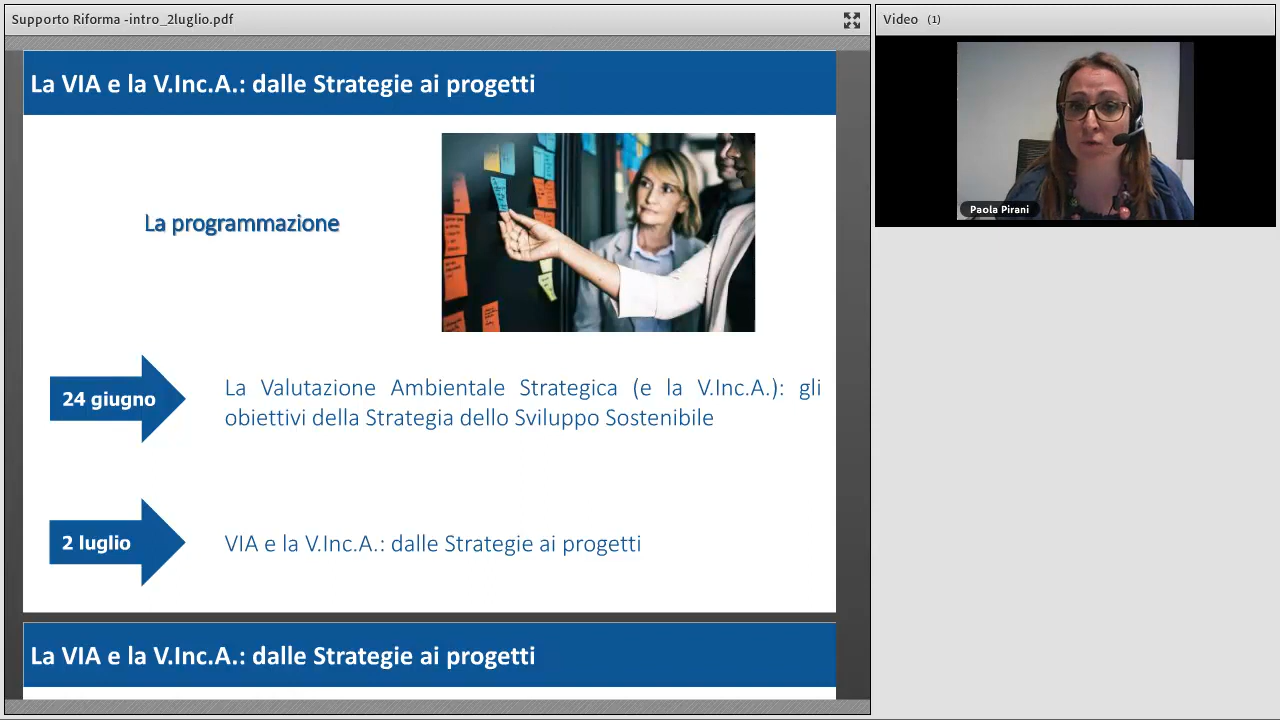 Supporto Riforma -intro_2luglio.pdf
Video (1)
La VIA e la V.Inc.A.: dalle Strategie ai progetti
La programmazione
Paola Pirani
24 giugno
La Valutazione Ambientale Strategica (e la V.Inc.A.): gli
obiettivi della Strategia dello Sviluppo Sostenibile
2 luglio
VIA e la V.Inc.A.: dalle Strategie ai progetti
La VIA e la V.Inc.A.: dalle Strategie ai progetti